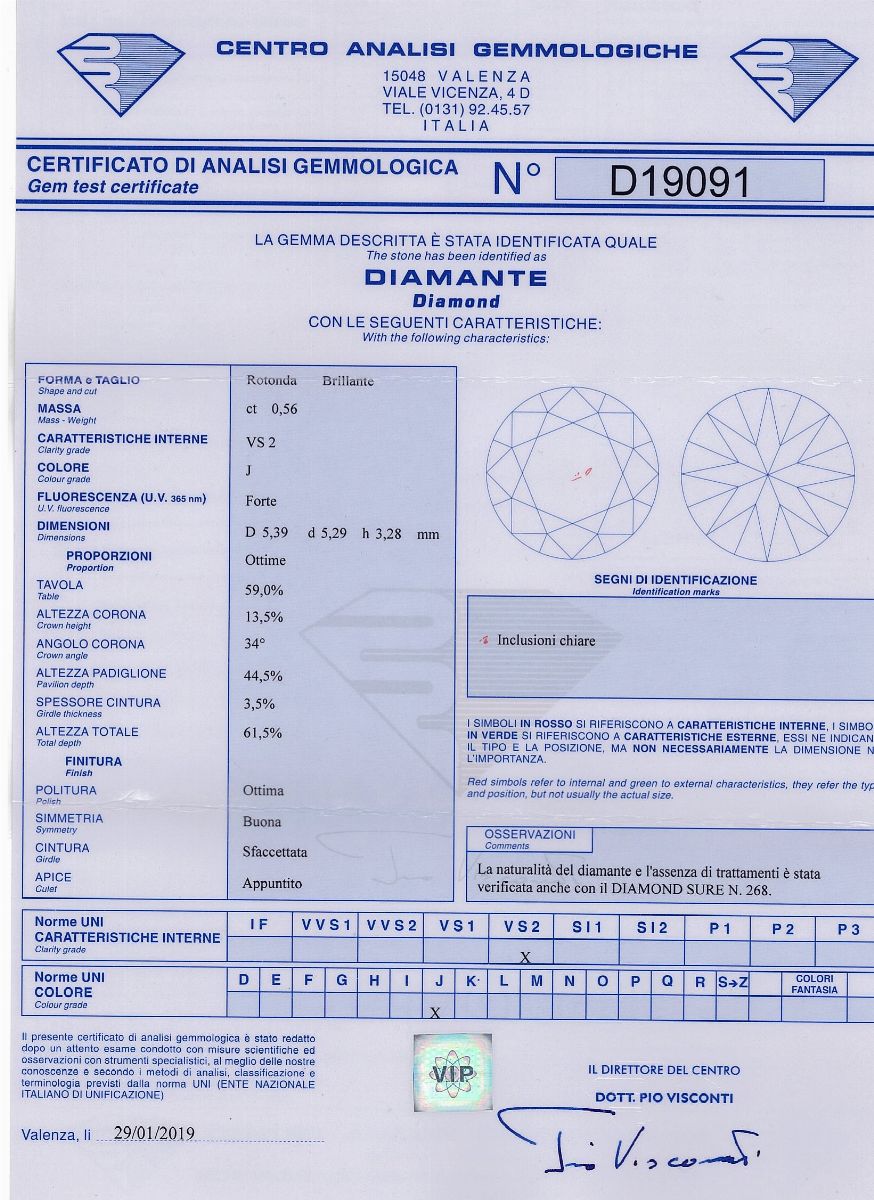 CENTRO ANALISI GEMMOLOGICHE
15048 VALENZA
VIALE VICENZA, 4 D
TEL. (0131) 92.45.57
ITALIA
CERTIFICATO DI ANALISI GEMMOLOGICA
Gem test certificate
N° D19091
LA GEMMA DESCRITTA È STATA IDENTIFICATA QUALE
The stone has been identified as
DIAMANTE
Diamond
CON LE SEGUENTI CARATTERISTICHE:
With the following characteristics:
FORMA e TAGLIO Rotonda Brillante
Shape and cut
MASSA ct 0,56
Mass - Weight
CARATTERISTICHE INTERNE VS 2
Clarity grade
COLORE J
Colour grade
FLUORESCENZA (U.V. 365 nm) Forte
U.V. fluorescence
DIMENSIONI D 5,39 d 5,29 h 3,28 mm
Dimensions
PROPORZIONI Ottime
Proportion
TAVOLA 59,0%
Table
ALTEZZA CORONA 13,5%
Crown height
ANGOLO CORONA 34°
Crown angle
ALTEZZA PADIGLIONE 44,5%
Pavilion depth
SPESSORE CINTURA 3,5%
Girdle thickness
ALTEZZA TOTALE 61,5%
Total depth
FINITURA
Finish
POLITURA Ottima
Polish
SIMMETRIA Buona
Symmetry
CINTURA Sfaccettata
Girdle
APICE Appuntito
Culet
SEGNI DI IDENTIFICAZIONE
Identification marks
Inclusioni chiare
I SIMBOLI IN ROSSO SI RIFERISCONO A CARATTERISTICHE INTERNE, I SIMBO
IN VERDE SI RIFERISCONO A CARATTERISTICHE ESTERNE, ESSI NE INDICAN
IL TIPO E LA POSIZIONE, MA NON NECESSARIAMENTE LA DIMENSIONE N
L'IMPORTANZA.
Red symbols refer to internal and green to external characteristics, they refer the typ
and position, but not usually the actual size.
OSSERVAZIONI
Comments
La naturalità del diamante e l'assenza di trattamenti è stata
verificata anche con il DIAMOND SURE N. 268.
Norme UNI
CARATTERISTICHE INTERNE
Clarity grade
IF VVS1 VVS2 VS1 VS2 SI1 SI2 P1 P2 P3
X
Norme UNI
COLORE
Colour grade
D E F G H I J K L M N O P Q R S→Z COLORI
FANTASIA
X
Il presente certificato di analisi gemmologica è stato redatto
dopo un attento esame condotto con misure scientifiche ed
osservazioni con strumenti specialistici, al meglio delle nostre
conoscenze e secondo i metodi di analisi, classificazione e
terminologia previsti dalla norma UNI (ENTE NAZIONALE
ITALIANO DI UNIFICAZIONE)
VIP
IL DIRETTORE DEL CENTRO
DOTT. PIO VISCONTI
Valenza, li 29/01/2019
Pio Visconti